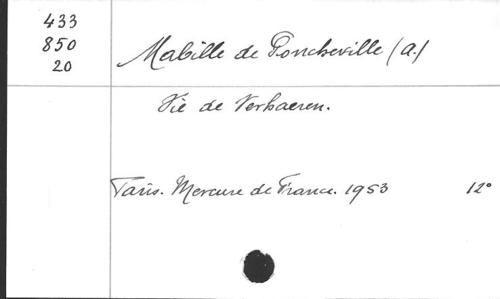 433
850
20
Mabille de Poncheville (A.)
Vie de Verhaeren.
Paris. Mercure de France. 1953 12°